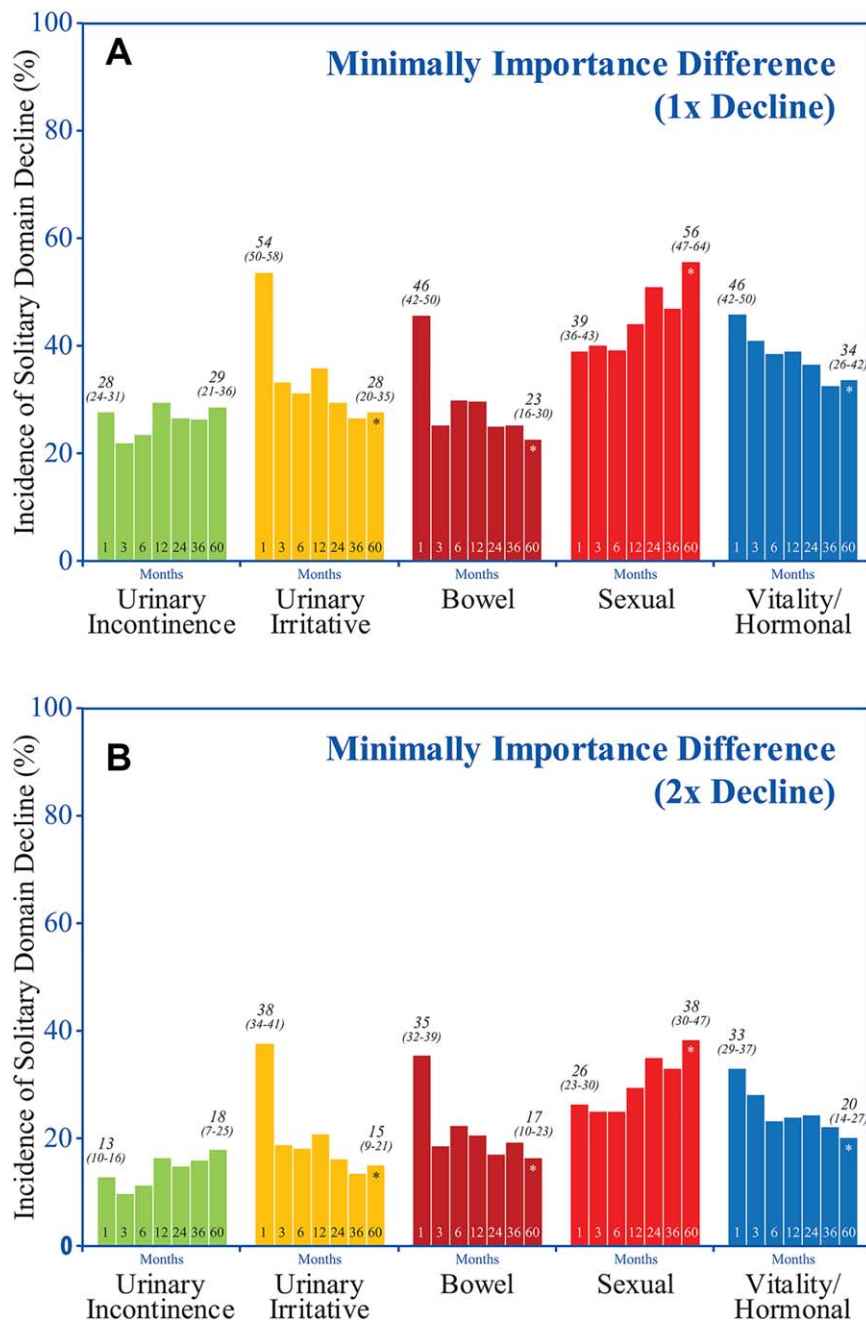 A
Minimally Importance Difference
(1x Decline)
Incidence of Solitary Domain Decline (%)
100
80
60
40
20
0
28
(24-31)
29
(21-36)
54
(50-58)
28
(20-35)
*
46
(42-50)
23
(16-30)
*
39
(36-43)
56
(47-64)
*
46
(42-50)
34
(26-42)
*
1 3 6 12 24 36 60
1 3 6 12 24 36 60
1 3 6 12 24 36 60
1 3 6 12 24 36 60
1 3 6 12 24 36 60
Months
Months
Months
Months
Months
Urinary
Incontinence
Urinary
Irritative
Bowel
Sexual
Vitality/
Hormonal
B
Minimally Importance Difference
(2x Decline)
Incidence of Solitary Domain Decline (%)
100
80
60
40
20
0
13
(10-16)
18
(7-25)
38
(34-41)
15
(9-21)
*
35
(32-39)
17
(10-23)
*
26
(23-30)
38
(30-47)
*
33
(29-37)
20
(14-27)
*
1 3 6 12 24 36 60
1 3 6 12 24 36 60
1 3 6 12 24 36 60
1 3 6 12 24 36 60
1 3 6 12 24 36 60
Months
Months
Months
Months
Months
Urinary
Incontinence
Urinary
Irritative
Bowel
Sexual
Vitality/
Hormonal